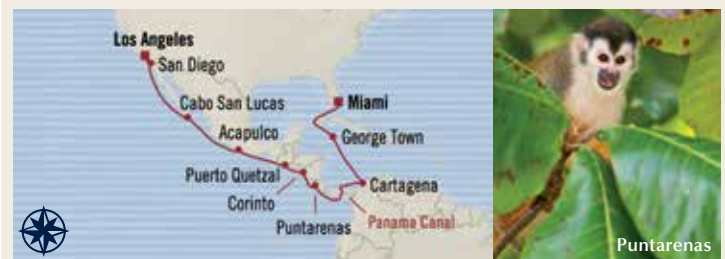 Los Angeles
San Diego
Cabo San Lucas
Miami
Acapulco
George Town
Puerto Quetzal
Cartagena
Corinto
Puntarenas
Panama Canal
Puntarenas